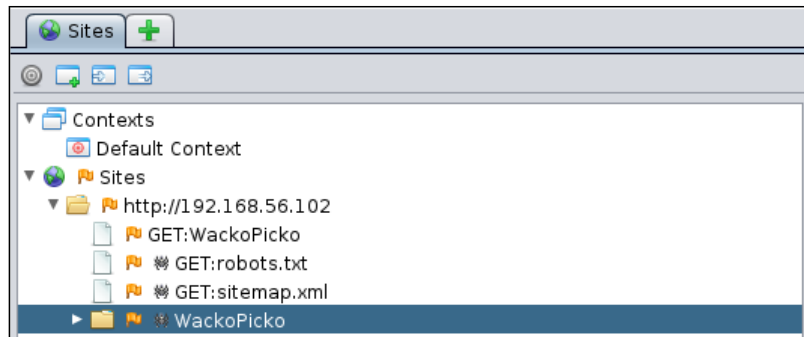 Sites
Contexts
Default Context
Sites
http://192.168.56.102
GET:WackoPicko
GET:robots.txt
GET:sitemap.xml
WackoPicko